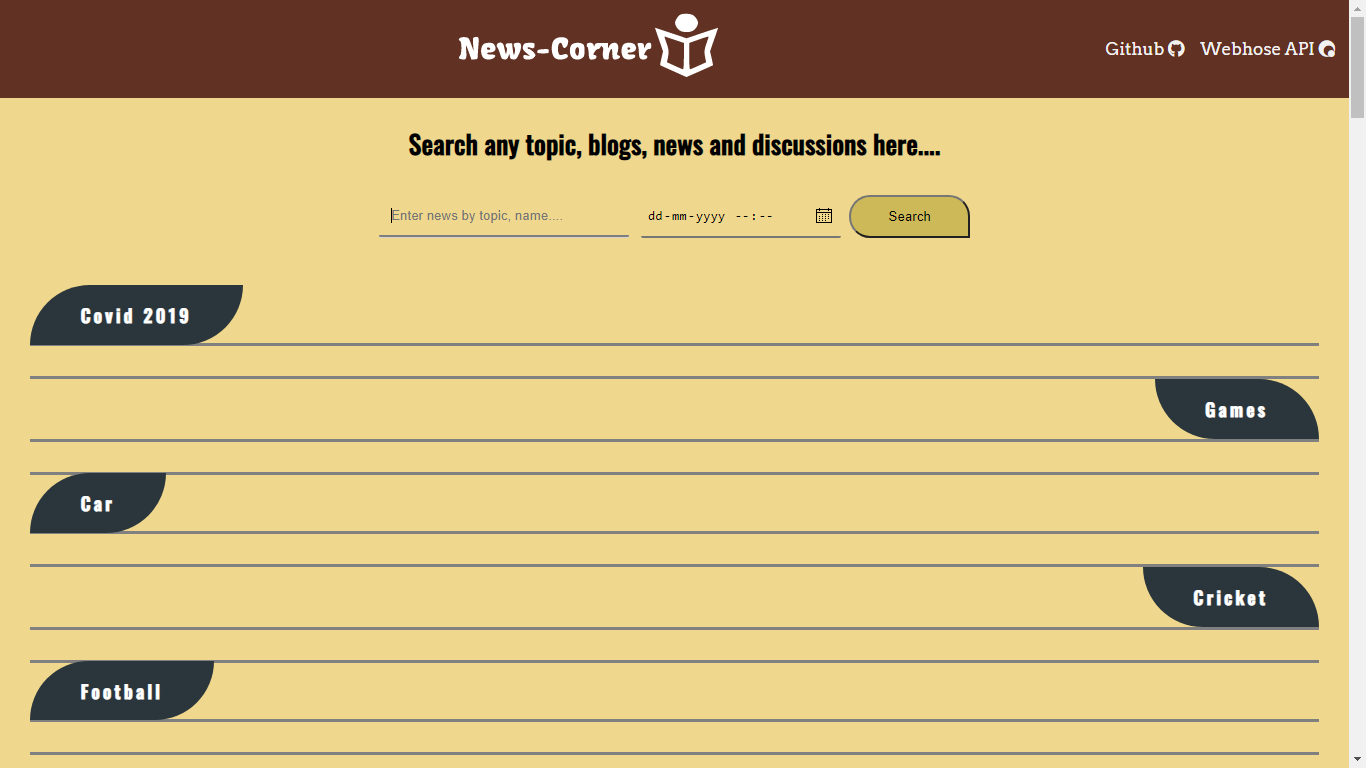 News-Corner
Github Webhose API
Search any topic, blogs, news and discussions here....
Enter news by topic, name.... dd-mm-yyyy --:-- Search
Covid 2019
Games
Car
Cricket
Football